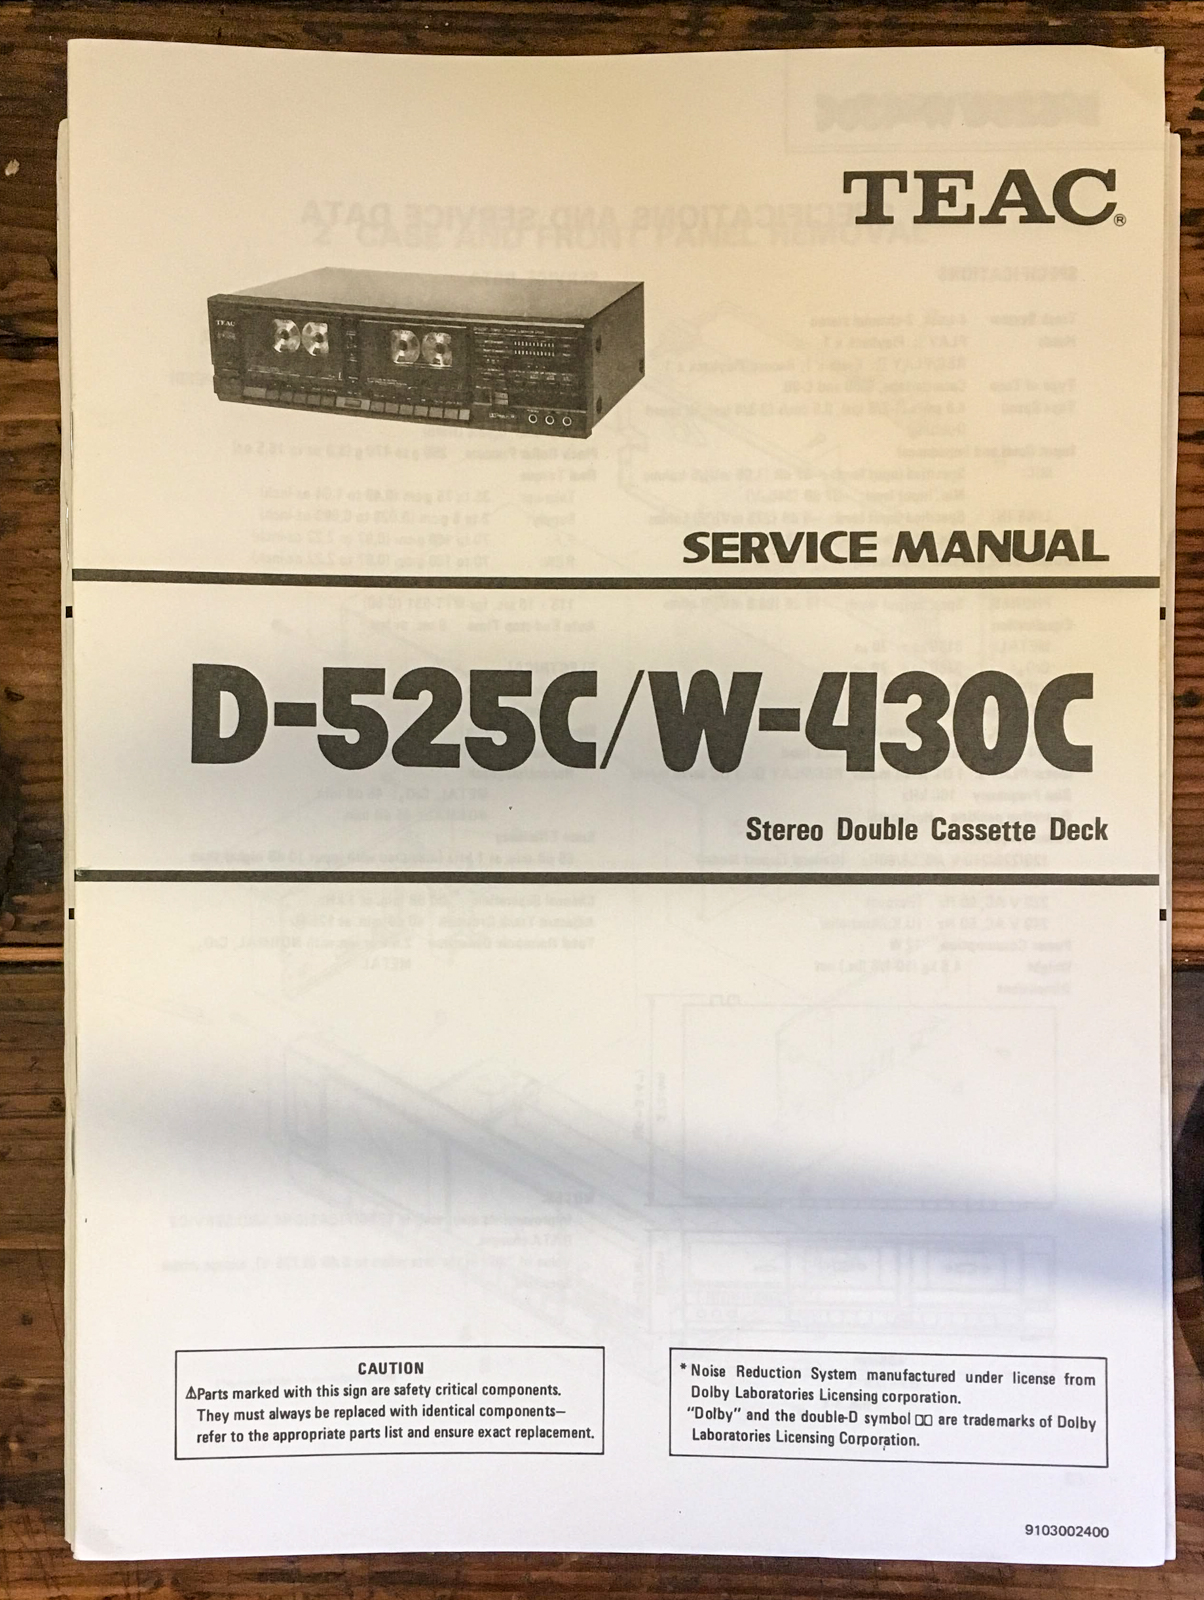 TEAC®
TEAC
SERVICE MANUAL
D-525C/W-430C
Stereo Double Cassette Deck
CAUTION
⚠Parts marked with this sign are safety critical components.
They must always be replaced with identical components—
refer to the appropriate parts list and ensure exact replacement.
* Noise Reduction System manufactured under license from
Dolby Laboratories Licensing corporation.
"Dolby" and the double-D symbol ▯▯ are trademarks of Dolby
Laboratories Licensing Corporation.
9103002400